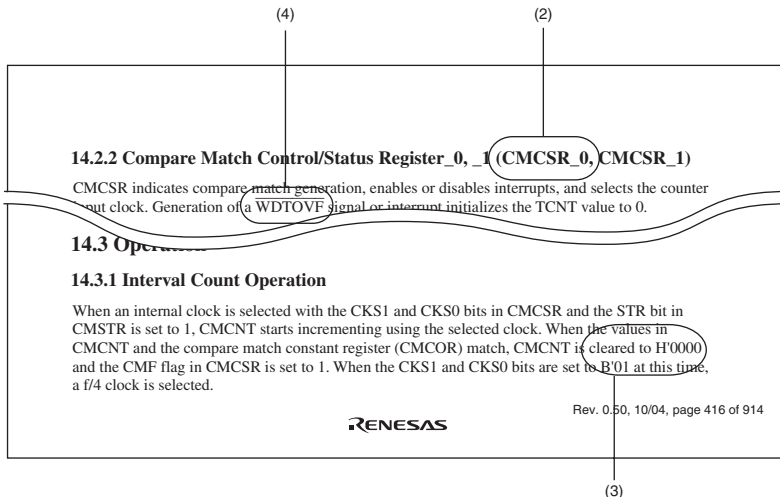 (4)
(2)
14.2.2 Compare Match Control/Status Register_0, _1 (CMCSR_0, CMCSR_1)
CMCSR indicates compare match generation, enables or disables interrupts, and selects the counter
input clock. Generation of a WDTOVF signal or interrupt initializes the TCNT value to 0.
14.3 Operation
14.3.1 Interval Count Operation
When an internal clock is selected with the CKS1 and CKS0 bits in CMCSR and the STR bit in
CMSTR is set to 1, CMCNT starts incrementing using the selected clock. When the values in
CMCNT and the compare match constant register (CMCOR) match, CMCNT is cleared to H'0000
and the CMF flag in CMCSR is set to 1. When the CKS1 and CKS0 bits are set to B'01 at this time,
a f/4 clock is selected.
Rev. 0.50, 10/04, page 416 of 914
RENESAS
(3)